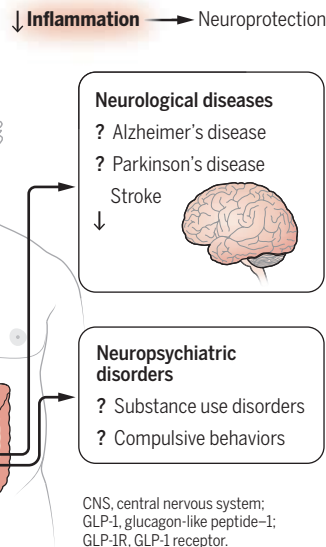 ↓ Inflammation → Neuroprotection
Neurological diseases
? Alzheimer’s disease
? Parkinson’s disease
Stroke
↓
Neuropsychiatric
disorders
? Substance use disorders
? Compulsive behaviors
CNS, central nervous system;
GLP-1, glucagon-like peptide–1;
GLP-1R, GLP-1 receptor.